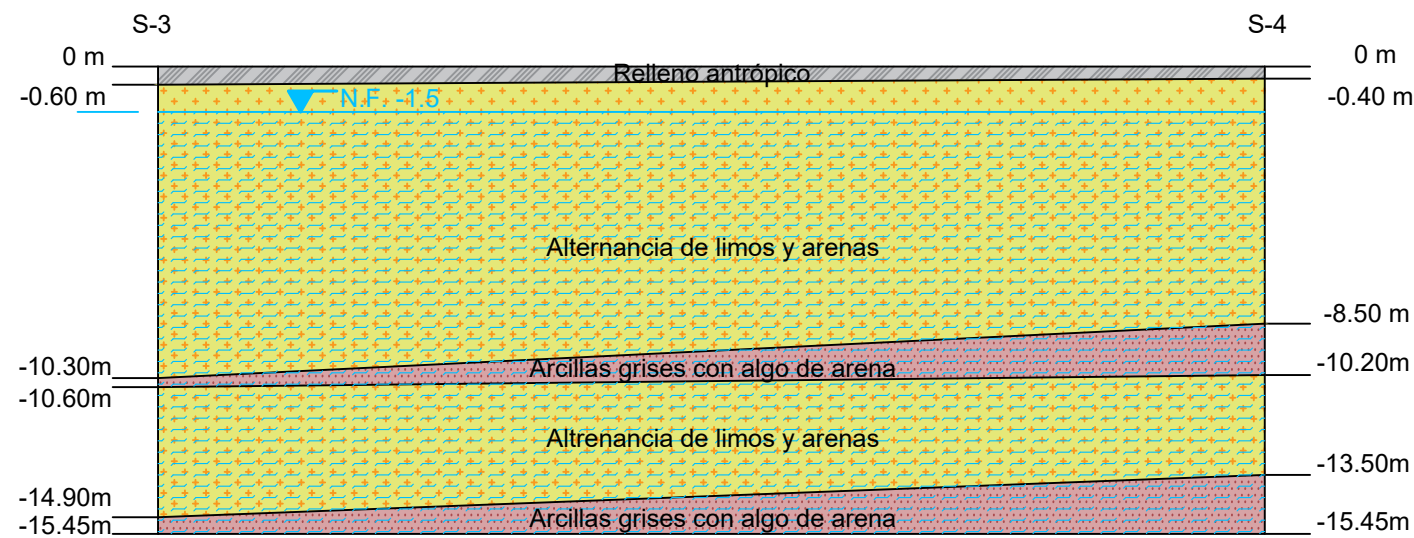 S-3
S-4
0 m
0 m
Relleno antrópico
-0.60 m
N.F. -1.5
-0.40 m
Alternancia de limos y arenas
-8.50 m
-10.30m
Arcillas grises con algo de arena
-10.20m
-10.60m
Altrenancia de limos y arenas
-13.50m
-14.90m
Arcillas grises con algo de arena
-15.45m
-15.45m